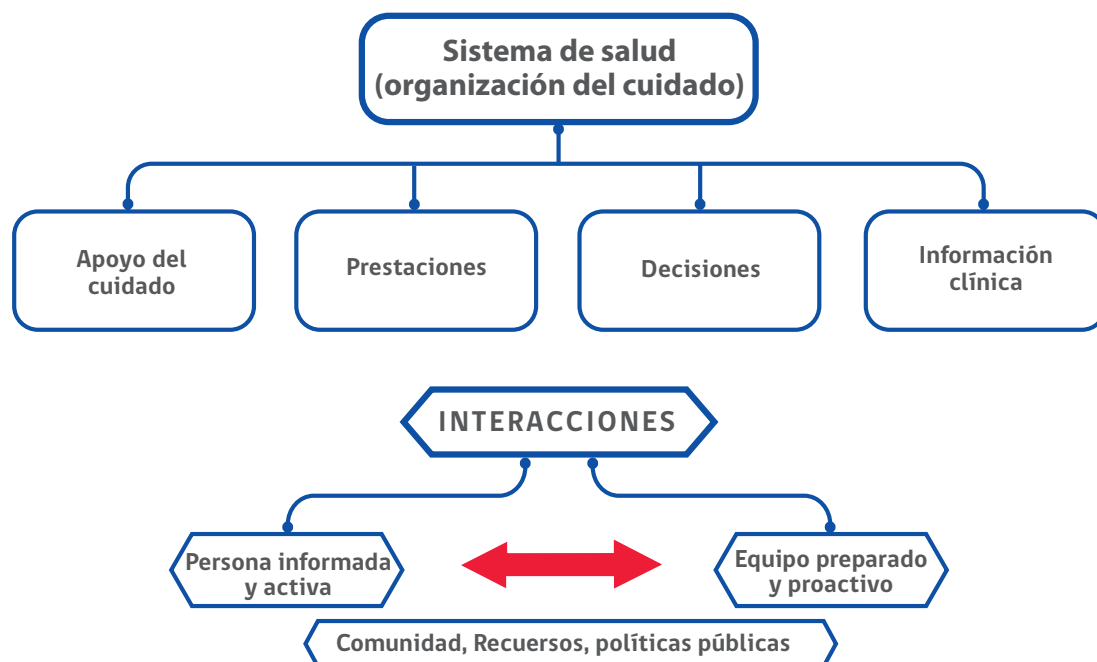 Sistema de salud
(organización del cuidado)
Apoyo del
cuidado
Prestaciones
Decisiones
Información
clínica
INTERACCIONES
Persona informada
y activa
Equipo preparado
y proactivo
Comunidad, Recuersos, políticas públicas